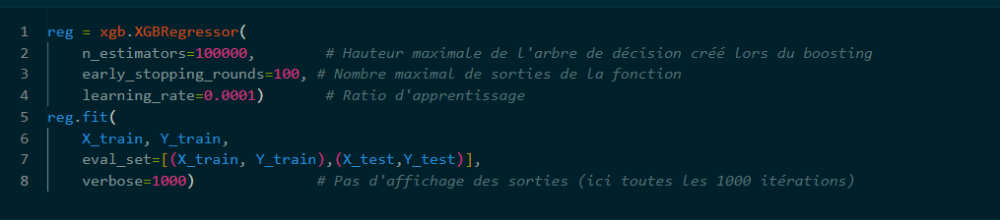 1 reg = xgb.XGBRegressor(
2 n_estimators=100000, # Hauteur maximale de l'arbre de décision créé lors du boosting
3 early_stopping_rounds=100, # Nombre maximal de sorties de la fonction
4 learning_rate=0.0001) # Ratio d'apprentissage
5 reg.fit(
6 X_train, Y_train,
7 eval_set=[(X_train, Y_train),(X_test,Y_test)],
8 verbose=1000) # Pas d'affichage des sorties (ici toutes les 1000 itérations)